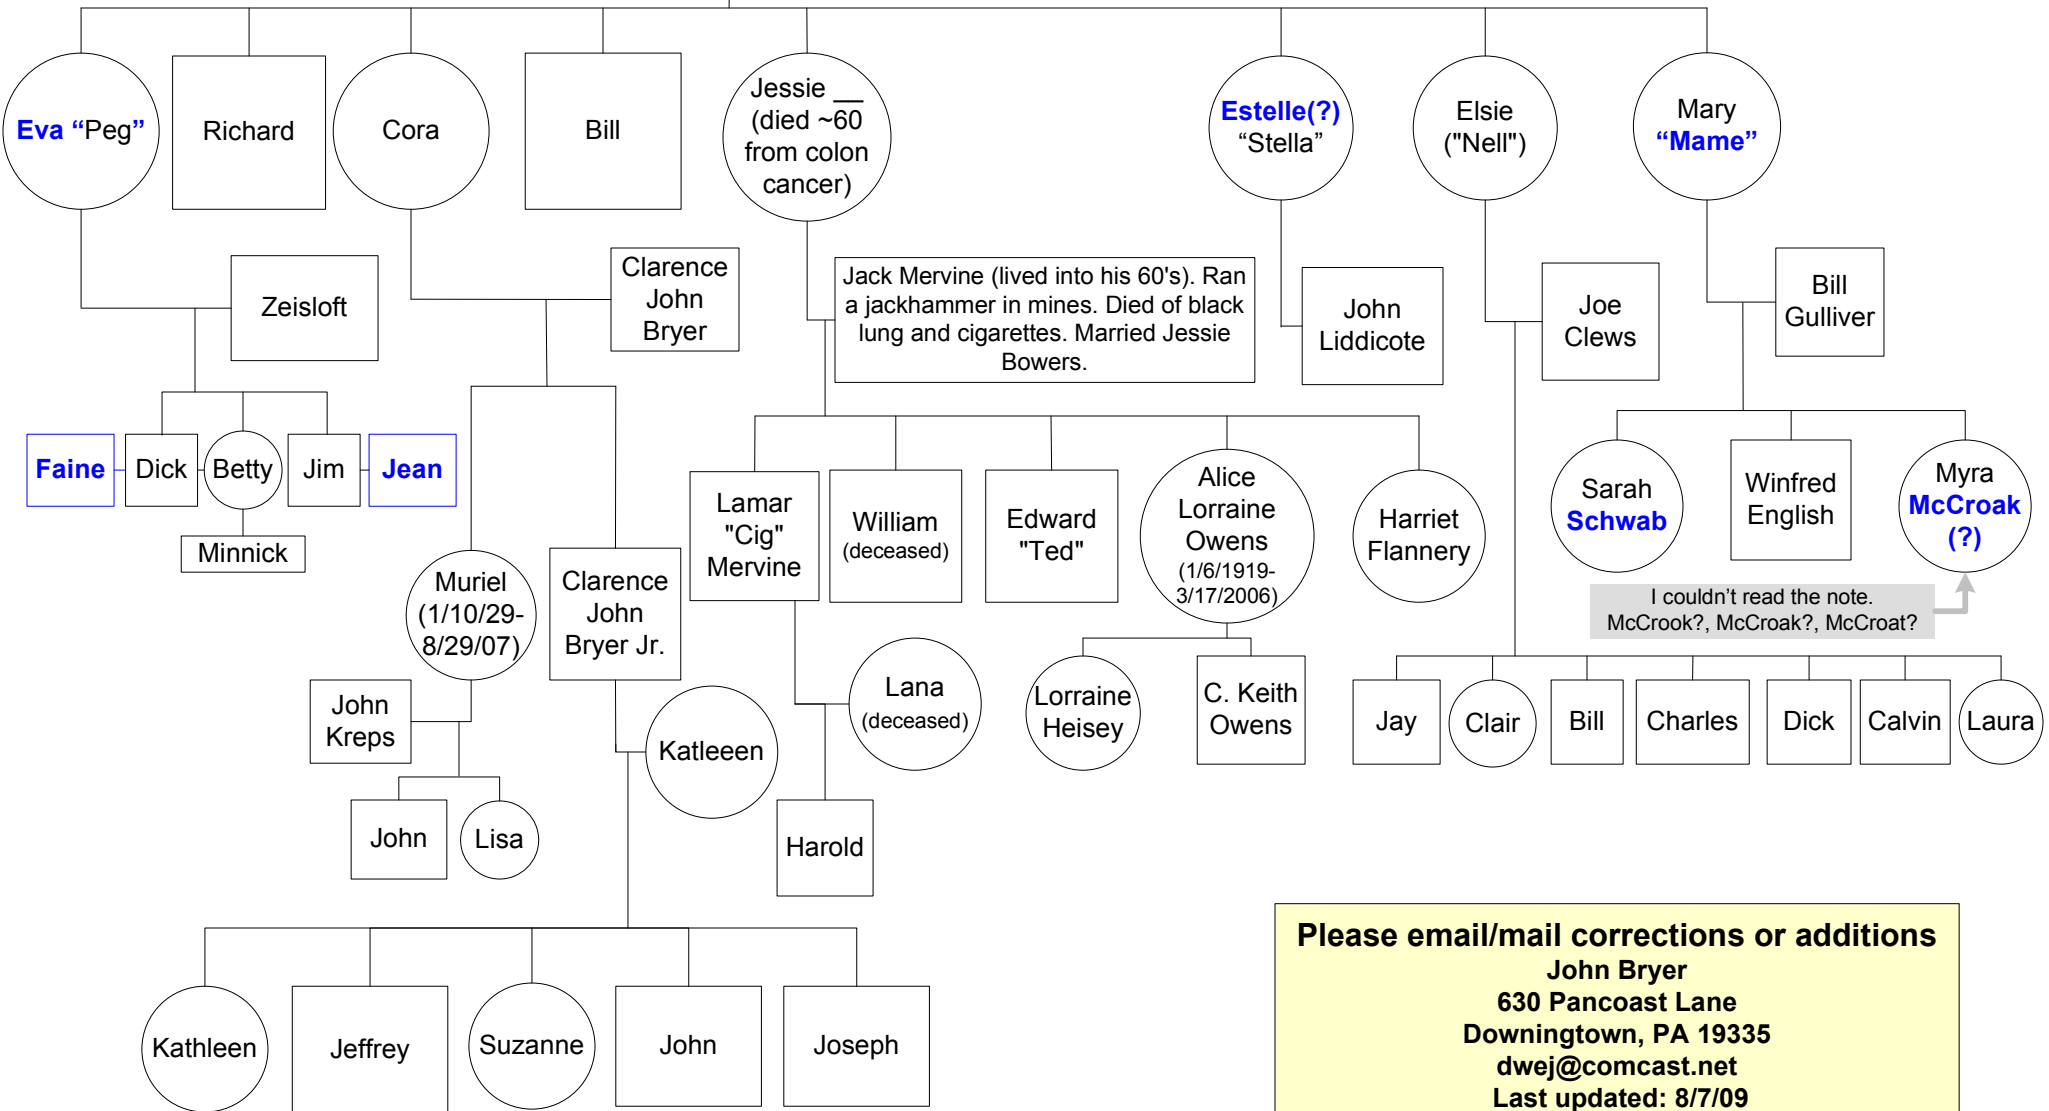 Eva “Peg”
Richard
Cora
Bill
Jessie __
(died ~60
from colon
cancer)
Estelle(?)
“Stella”
Elsie
("Nell")
Mary
“Mame”
Zeisloft
Clarence
John
Bryer
Jack Mervine (lived into his 60's). Ran
a jackhammer in mines. Died of black
lung and cigarettes. Married Jessie
Bowers.
John
Liddicote
Joe
Clews
Bill
Gulliver
Faine
Dick
Betty
Jim
Jean
Minnick
Muriel
(1/10/29-
8/29/07)
Clarence
John
Bryer Jr.
Lamar
"Cig"
Mervine
William
(deceased)
Edward
"Ted"
Alice
Lorraine
Owens
(1/6/1919-
3/17/2006)
Harriet
Flannery
Sarah
Schwab
Winfred
English
Myra
McCroak
(?)
I couldn’t read the note.
McCrook?, McCroak?, McCroat?
John
Kreps
Katleeen
Lana
(deceased)
Lorraine
Heisey
C. Keith
Owens
Jay
Clair
Bill
Charles
Dick
Calvin
Laura
John
Lisa
Harold
Kathleen
Jeffrey
Suzanne
John
Joseph
Please email/mail corrections or additions
John Bryer
630 Pancoast Lane
Downingtown, PA 19335
dwej@comcast.net
Last updated: 8/7/09